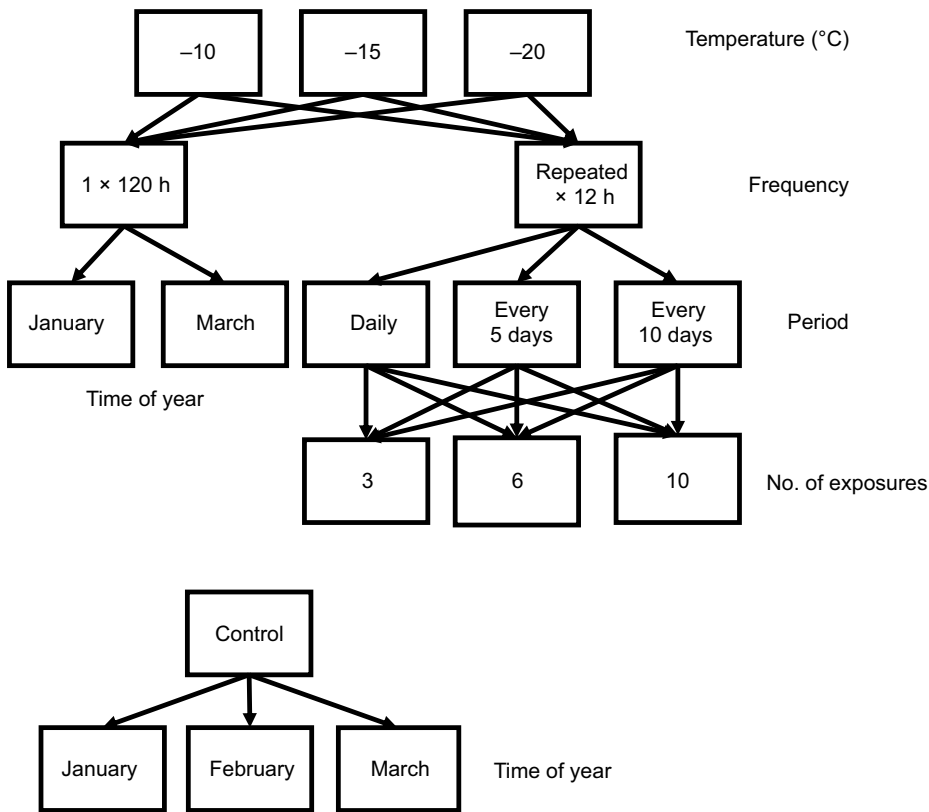 –10
–15
–20
Temperature (°C)
1 × 120 h
Repeated
× 12 h
Frequency
January
March
Daily
Every
5 days
Every
10 days
Period
Time of year
3
6
10
No. of exposures
Control
January
February
March
Time of year